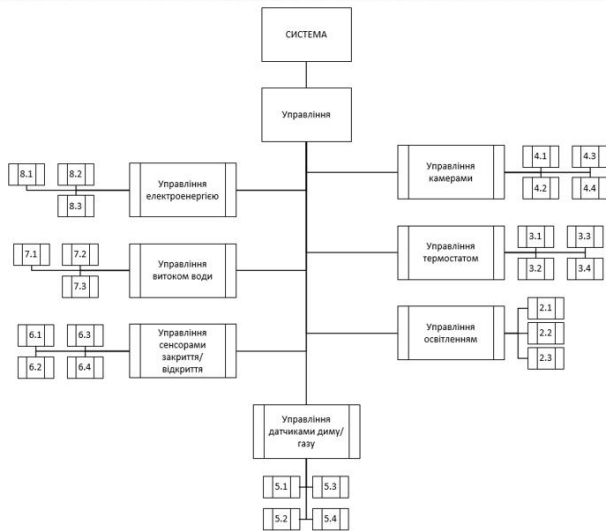 СИСТЕМА
Управління
8.1
8.2
8.3
Управління
електроенергією
Управління
камерами
4.1
4.3
4.2
4.4
7.1
7.2
7.3
Управління
витоком води
Управління
термостатом
3.1
3.3
3.2
3.4
6.1
6.3
6.2
6.4
Управління
сенсорами
закриття/
відкриття
Управління
освітленням
2.1
2.2
2.3
Управління
датчиками диму/
газу
5.1
5.3
5.2
5.4